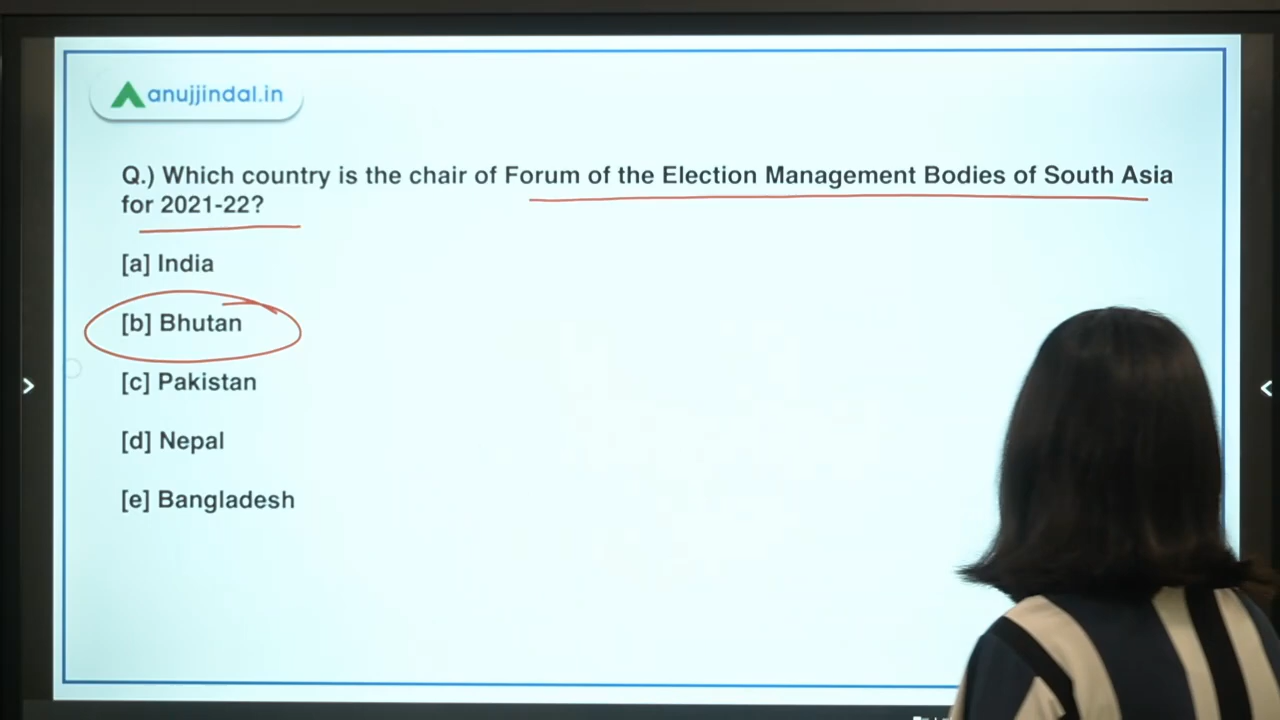 anujjindal.in
Q.) Which country is the chair of Forum of the Election Management Bodies of South Asia
for 2021-22?
[a] India
[b] Bhutan
[c] Pakistan
[d] Nepal
[e] Bangladesh